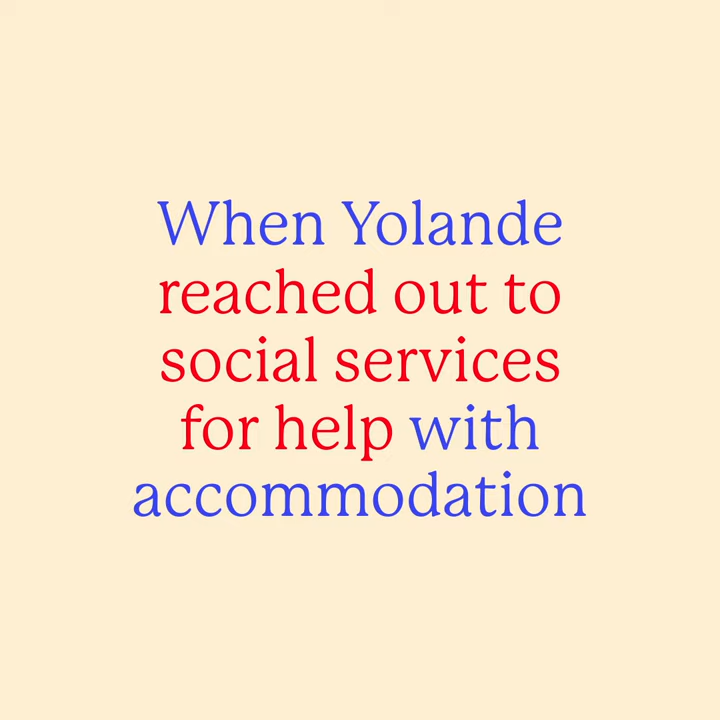 When Yolande
reached out to
social services
for help with
accommodation